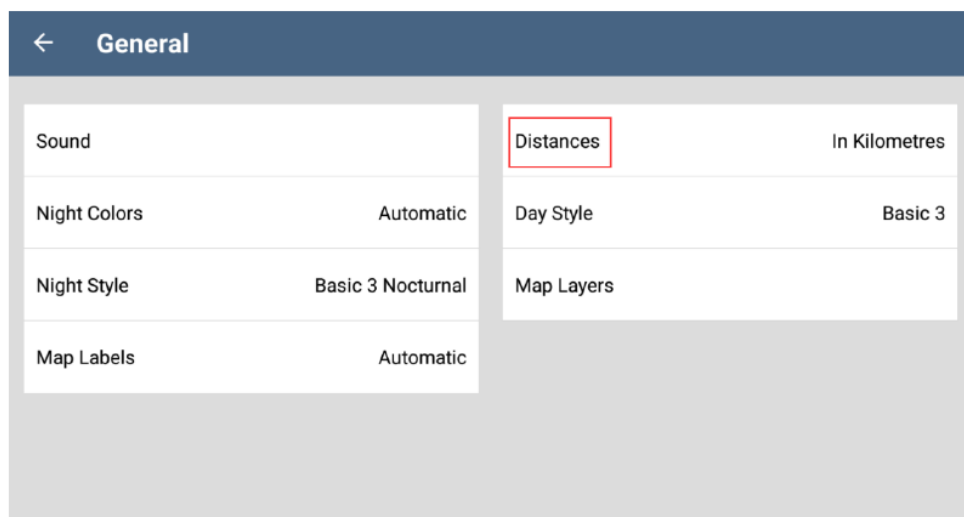 General
Sound
Night Colors Automatic
Night Style Basic 3 Nocturnal
Map Labels Automatic
Distances In Kilometres
Day Style Basic 3
Map Layers